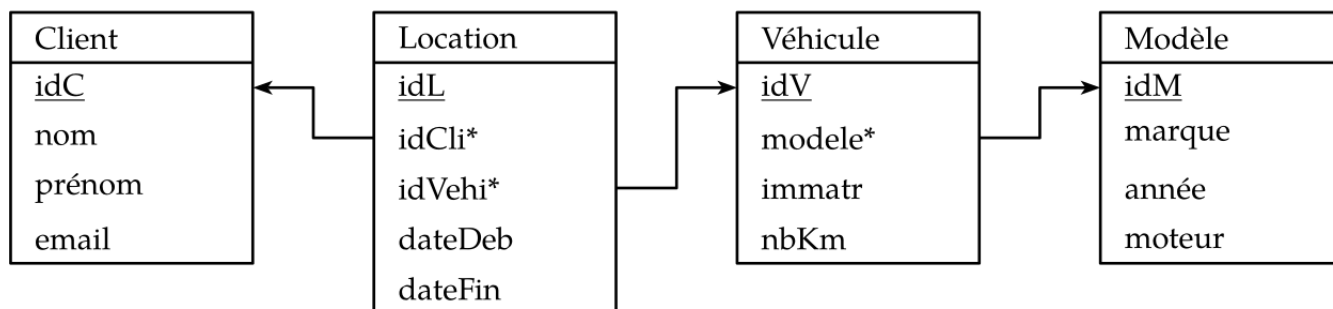 Client
idC
nom
prénom
email
Location
idL
idCli*
idVehi*
dateDeb
dateFin
Véhicule
idV
modele*
immatr
nbKm
Modèle
idM
marque
année
moteur